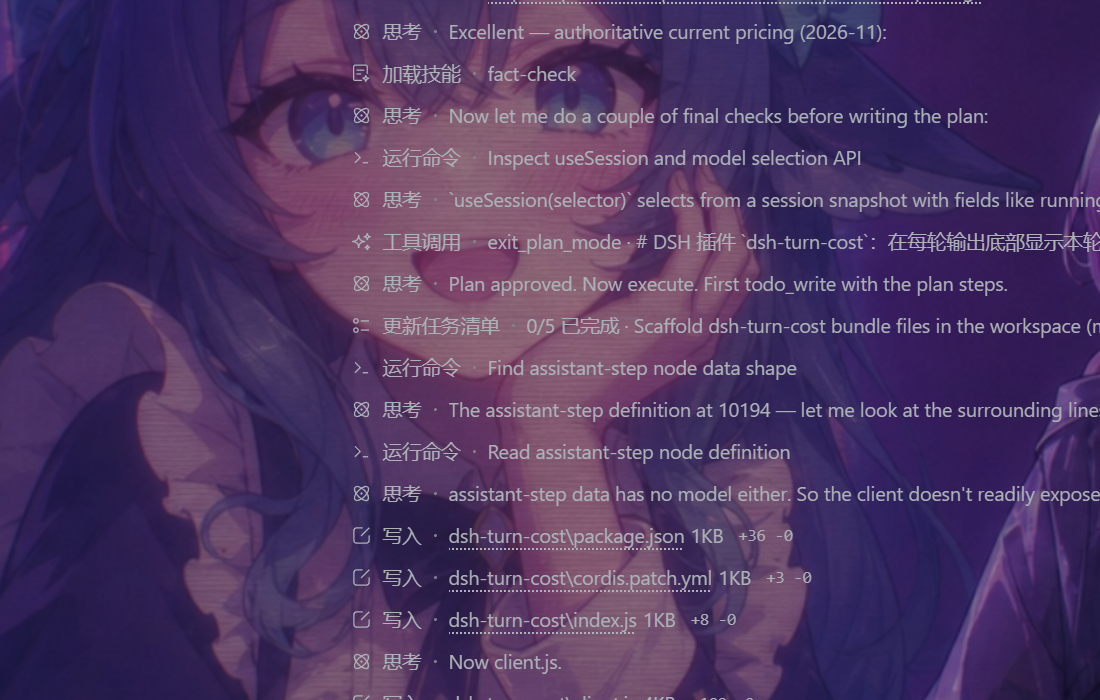 思考 · Excellent — authoritative current pricing (2026-11):
加载技能 · fact-check
思考 · Now let me do a couple of final checks before writing the plan:
运行命令 · Inspect useSession and model selection API
思考 · `useSession(selector)` selects from a session snapshot with fields like running
工具调用 · exit_plan_mode · # DSH 插件 `dsh-turn-cost`：在每轮输出底部显示本轮
思考 · Plan approved. Now execute. First todo_write with the plan steps.
更新任务清单 · 0/5 已完成 · Scaffold dsh-turn-cost bundle files in the workspace
运行命令 · Find assistant-step node data shape
思考 · The assistant-step definition at 10194 — let me look at the surrounding lines
运行命令 · Read assistant-step node definition
思考 · assistant-step data has no model either. So the client doesn't readily expose
写入 · dsh-turn-cost\package.json 1KB +36 -0
写入 · dsh-turn-cost\cordis.patch.yml 1KB +3 -0
写入 · dsh-turn-cost\index.js 1KB +8 -0
思考 · Now client.js.